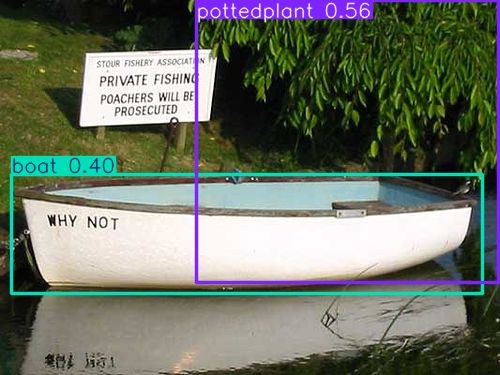 pottedplant 0.56
STOUR FISHERY ASSOCIATION
PRIVATE FISHING
POACHERS WILL BE
PROSECUTED
boat 0.40
WHY NOT